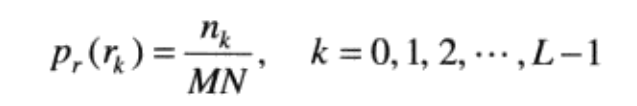 p_r(r_k) = n_k / MN, k = 0, 1, 2, ⋯, L−1